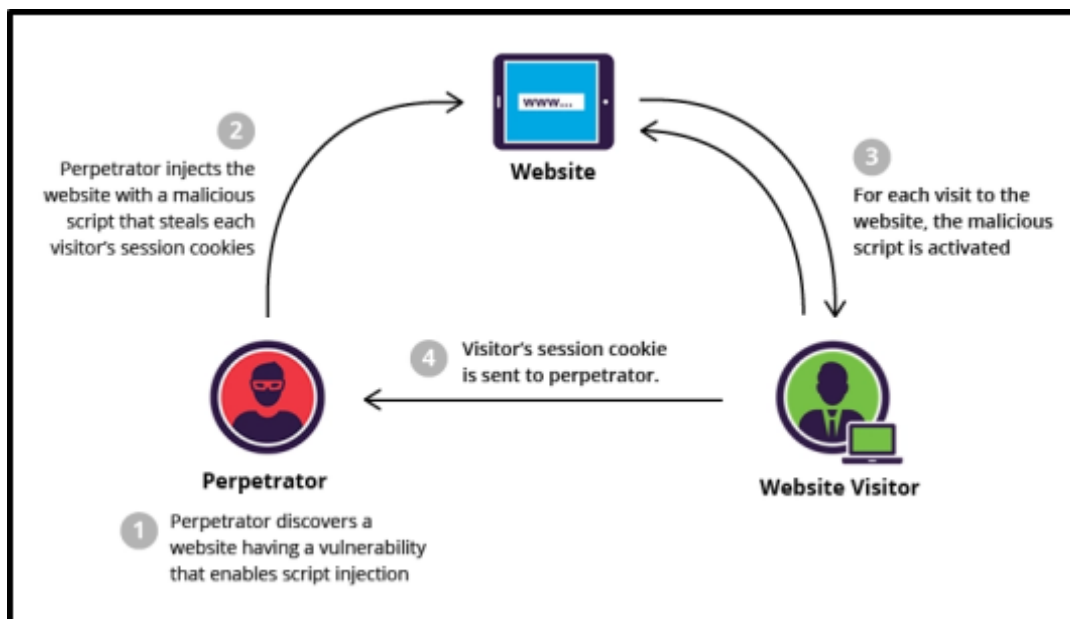 www...
Website
2
Perpetrator injects the
website with a malicious
script that steals each
visitor's session cookies
3
For each visit to the
website, the malicious
script is activated
4
Visitor's session cookie
is sent to perpetrator.
Perpetrator
Website Visitor
1
Perpetrator discovers a
website having a vulnerability
that enables script injection